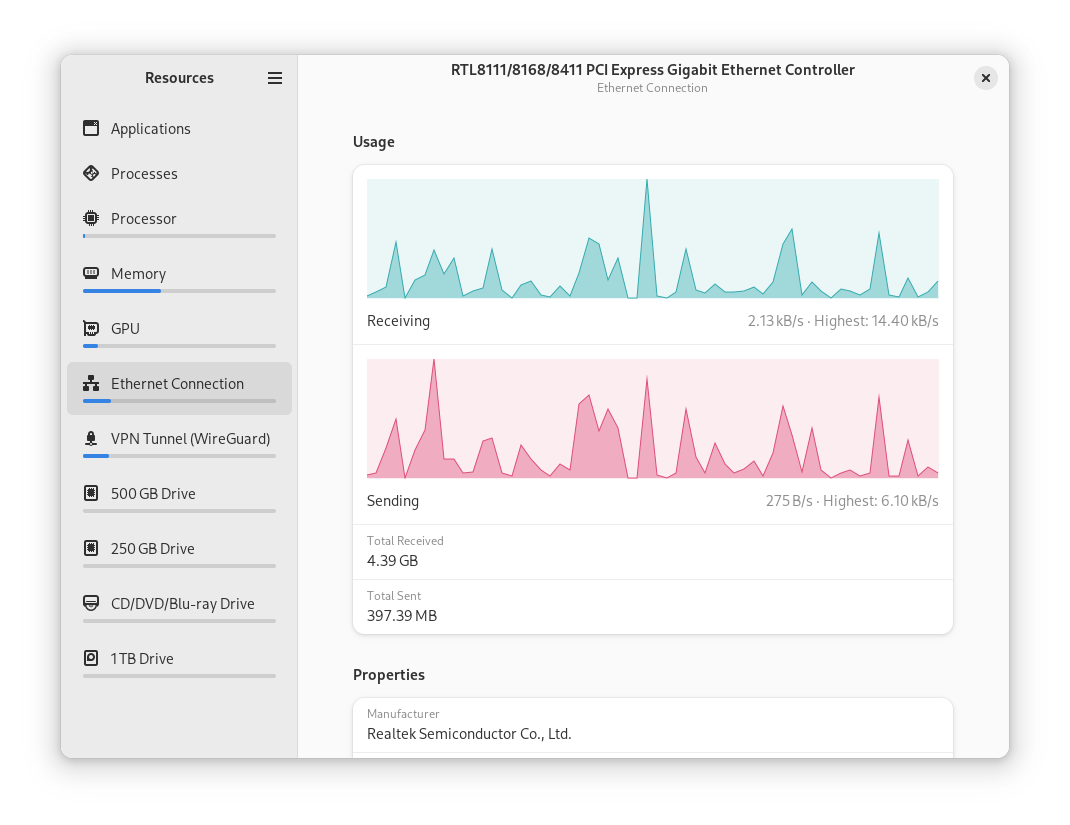 Resources
Applications
Processes
Processor
Memory
GPU
Ethernet Connection
VPN Tunnel (WireGuard)
500 GB Drive
250 GB Drive
CD/DVD/Blu-ray Drive
1 TB Drive
RTL8111/8168/8411 PCI Express Gigabit Ethernet Controller
Ethernet Connection
Usage
Receiving 2.13 kB/s · Highest: 14.40 kB/s
Sending 275 B/s · Highest: 6.10 kB/s
Total Received
4.39 GB
Total Sent
397.39 MB
Properties
Manufacturer
Realtek Semiconductor Co., Ltd.